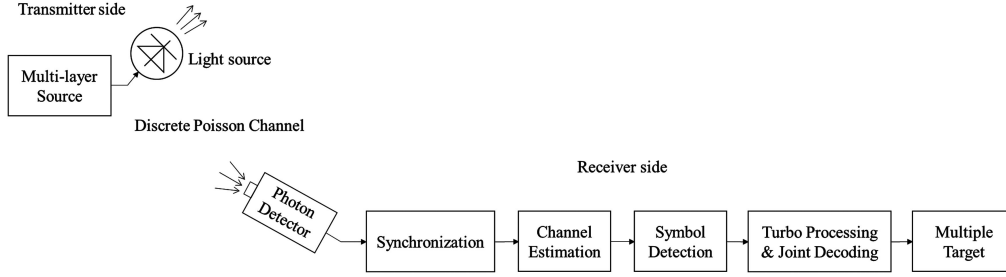 Transmitter side
Light source
Multi-layer
Source
Discrete Poisson Channel
Receiver side
Photon
Detector
Synchronization
Channel
Estimation
Symbol
Detection
Turbo Processing
& Joint Decoding
Multiple
Target